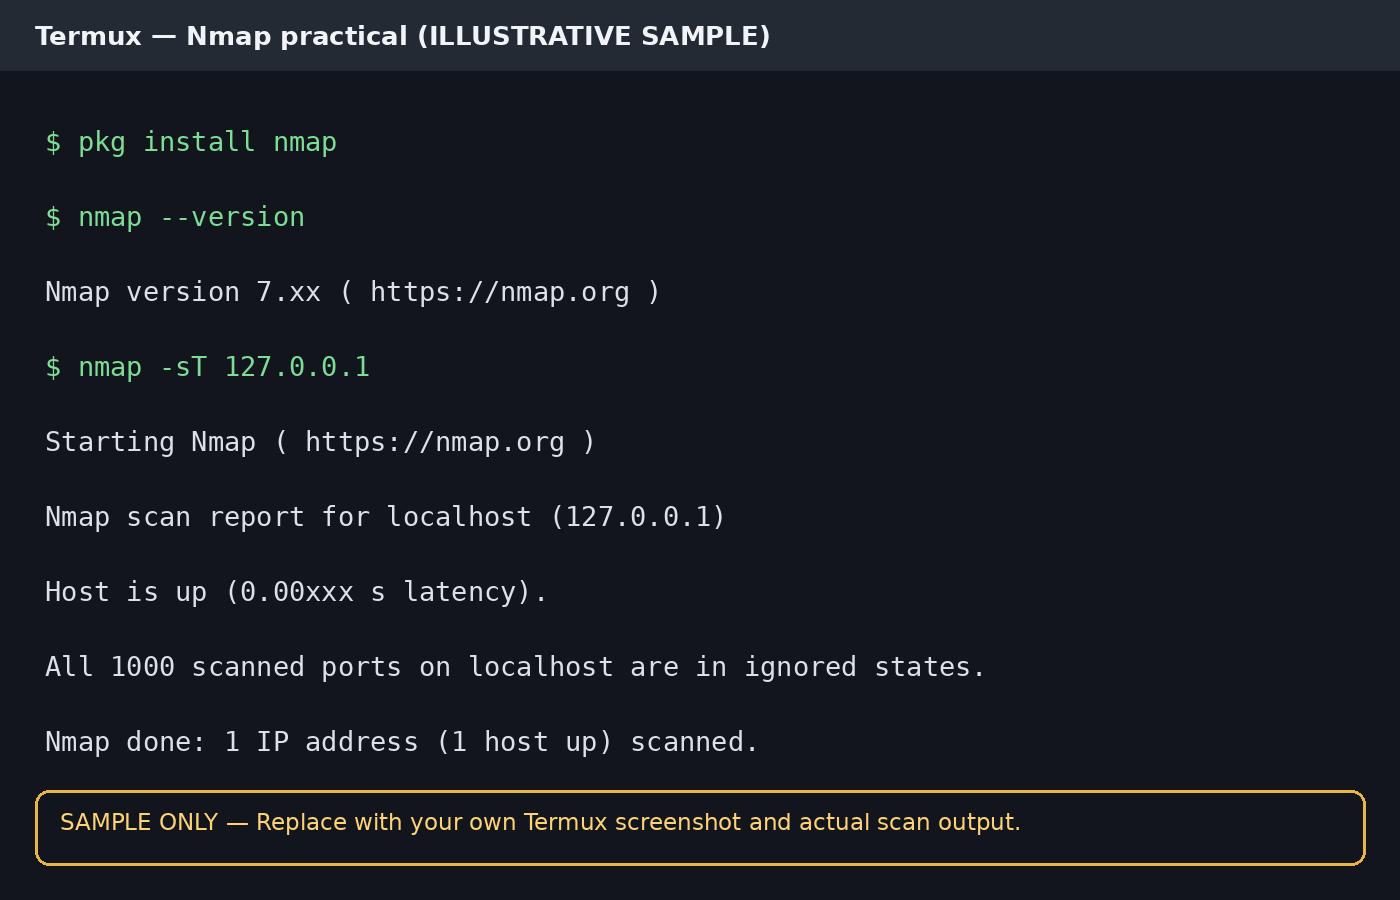 Termux — Nmap practical (ILLUSTRATIVE SAMPLE)
$ pkg install nmap
$ nmap --version
Nmap version 7.xx ( https://nmap.org )
$ nmap -sT 127.0.0.1
Starting Nmap ( https://nmap.org )
Nmap scan report for localhost (127.0.0.1)
Host is up (0.00xxx s latency).
All 1000 scanned ports on localhost are in ignored states.
Nmap done: 1 IP address (1 host up) scanned.
SAMPLE ONLY — Replace with your own Termux screenshot and actual scan output.